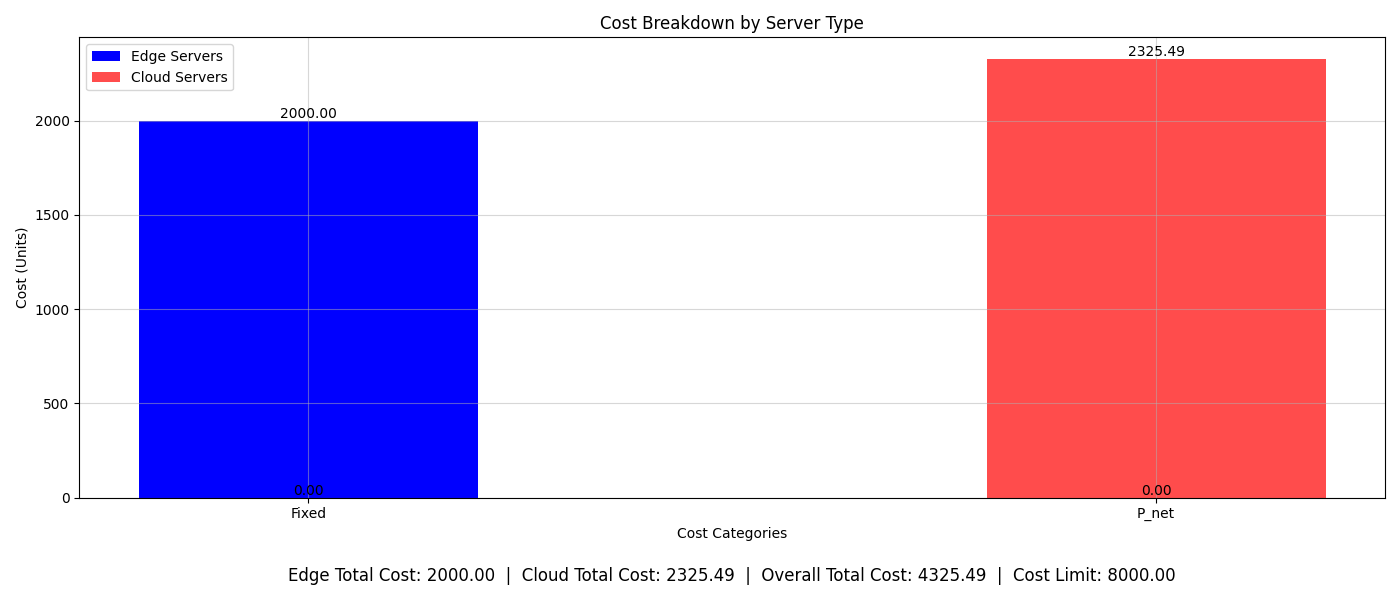 Cost Breakdown by Server Type
Edge Servers
Cloud Servers
2325.49
2000.00
2000
1500
1000
500
0
Cost (Units)
0.00
0.00
Fixed
P_net
Cost Categories
Edge Total Cost: 2000.00 | Cloud Total Cost: 2325.49 | Overall Total Cost: 4325.49 | Cost Limit: 8000.00